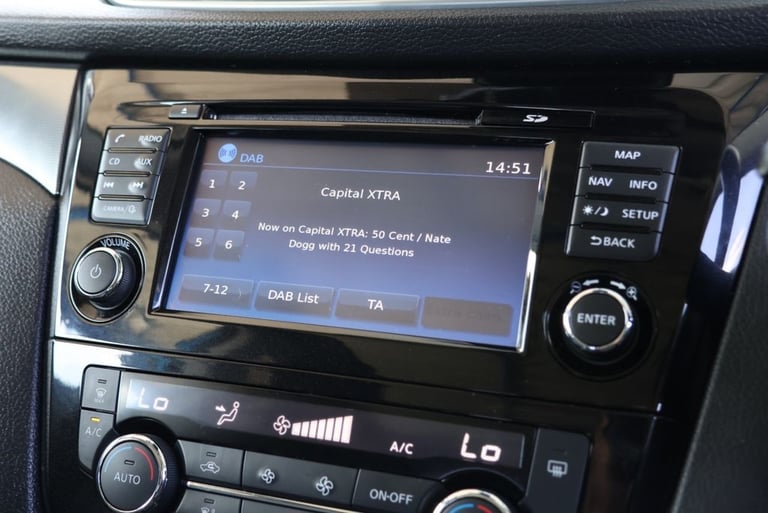 SD
RADIO
CD AUX
CAMERA/
VOLUME
DAB
14:51
1 2
3 4
5 6
Capital XTRA
Now on Capital XTRA: 50 Cent / Nate
Dogg with 21 Questions
7-12
DAB List
TA
MAP
NAV INFO
SETUP
BACK
ENTER
Lo
A/C
Lo
A/C
AUTO
ON·OFF